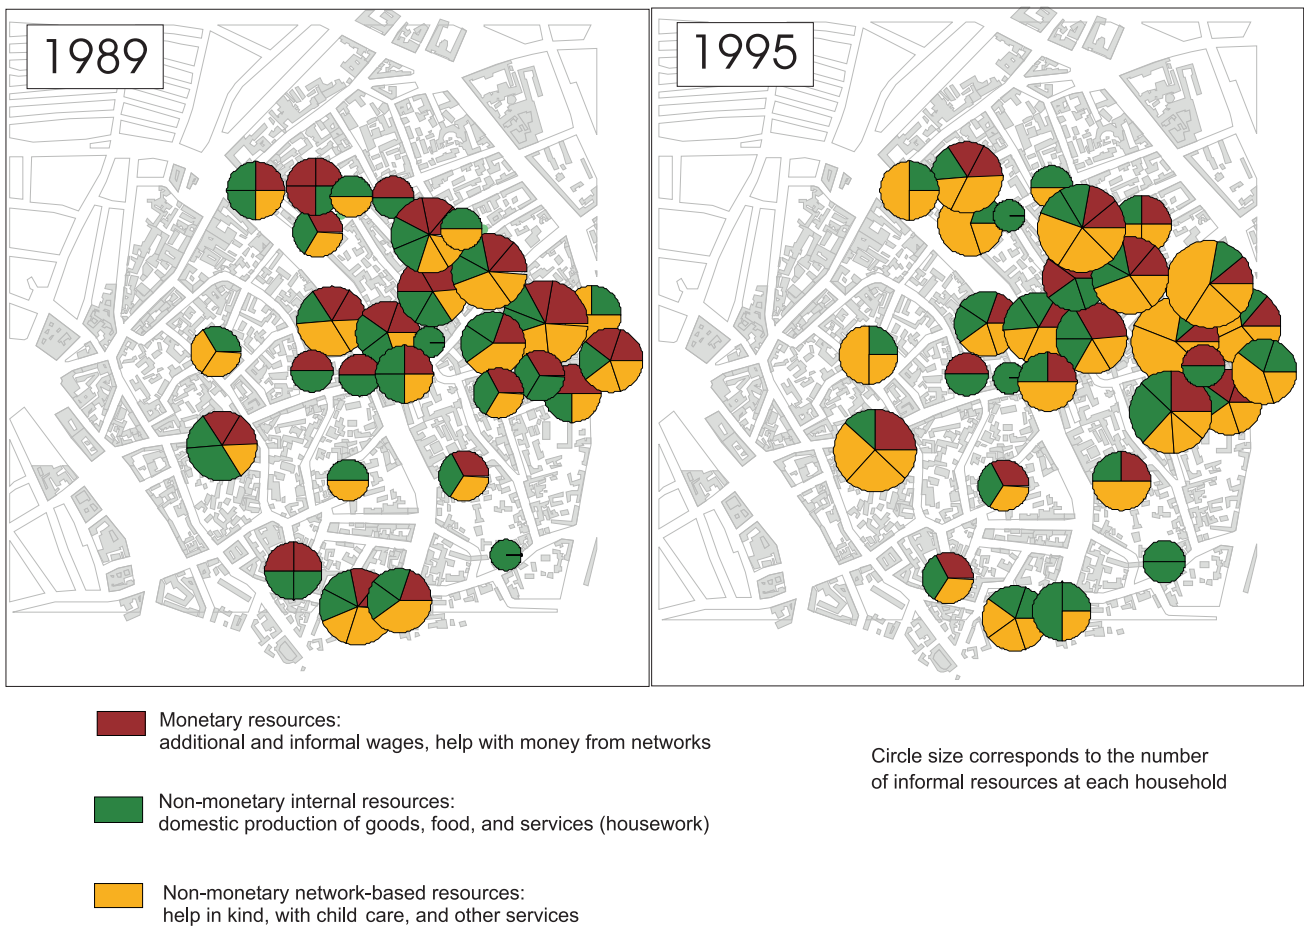 1989
1995
Monetary resources:
additional and informal wages, help with money from networks
Circle size corresponds to the number
of informal resources at each household
Non-monetary internal resources:
domestic production of goods, food, and services (housework)
Non-monetary network-based resources:
help in kind, with child care, and other services